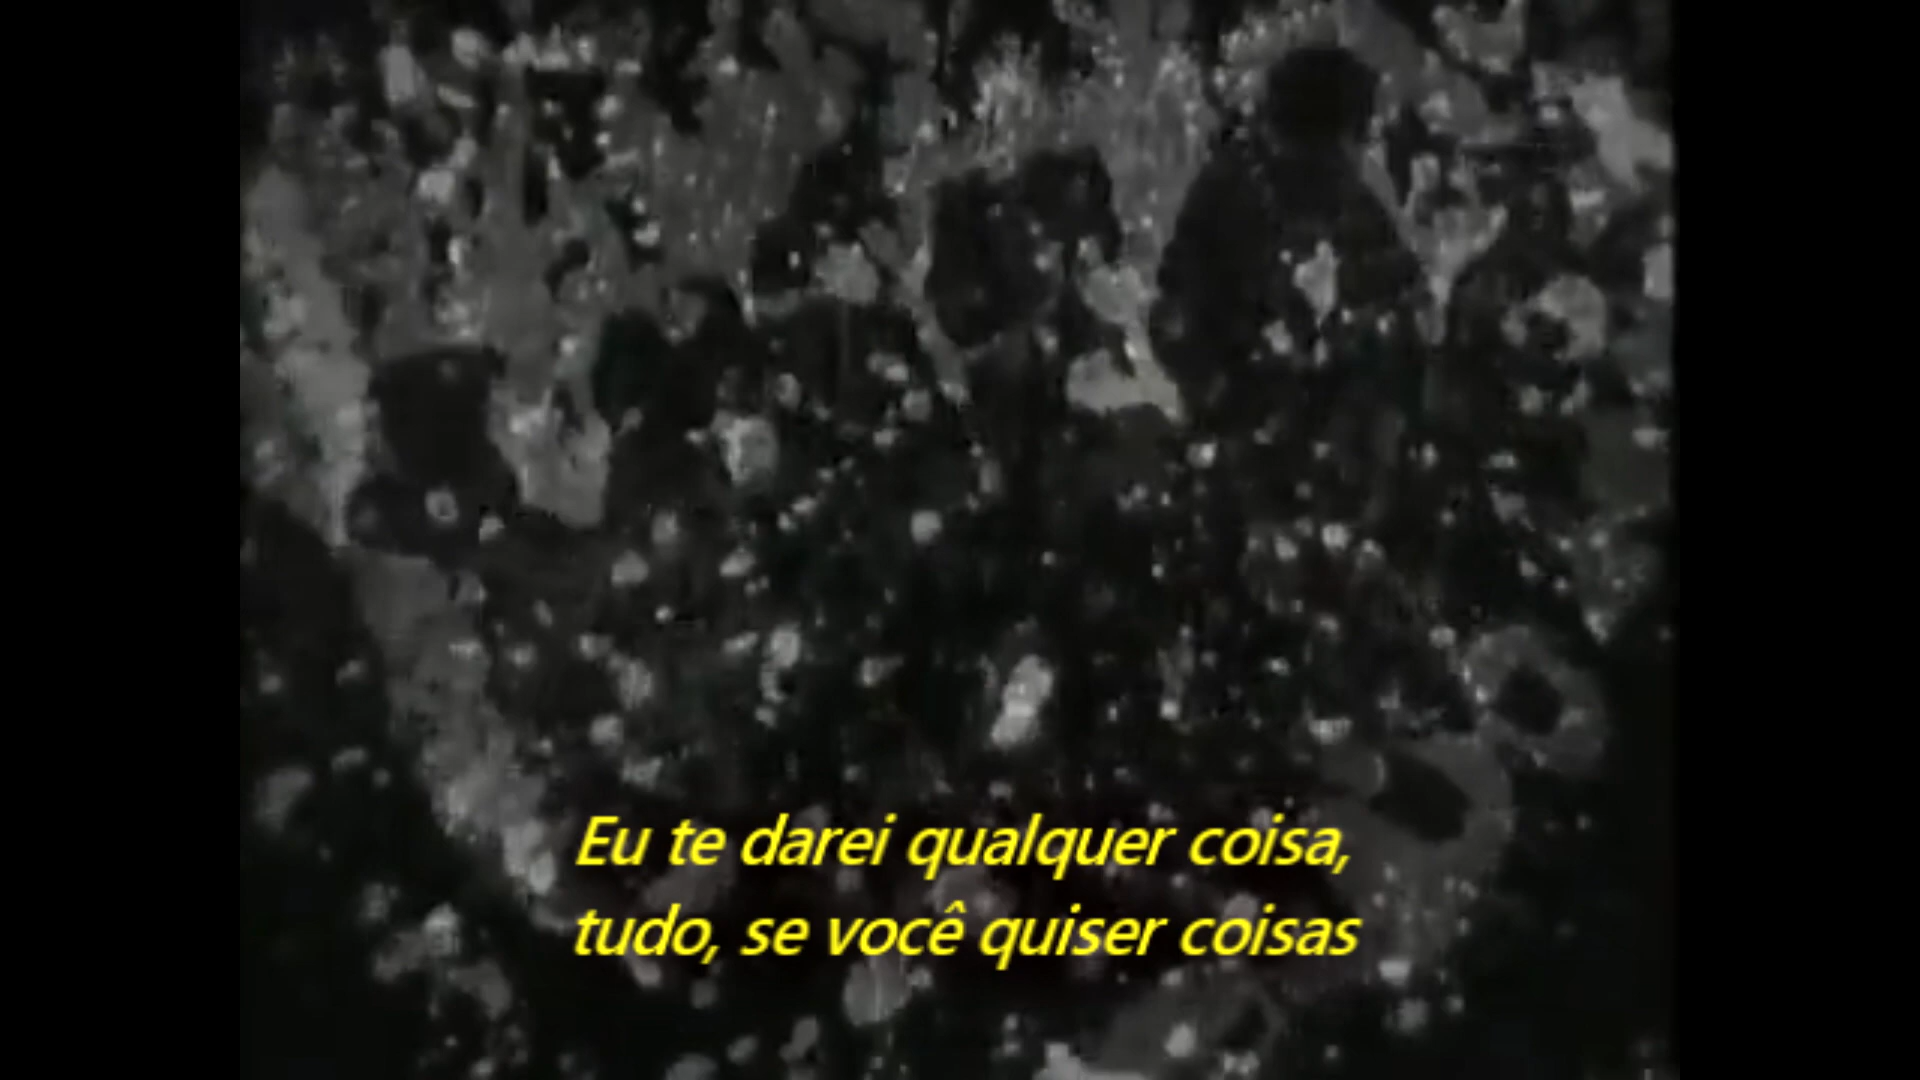 Eu te darei qualquer coisa,
tudo, se você quiser coisas